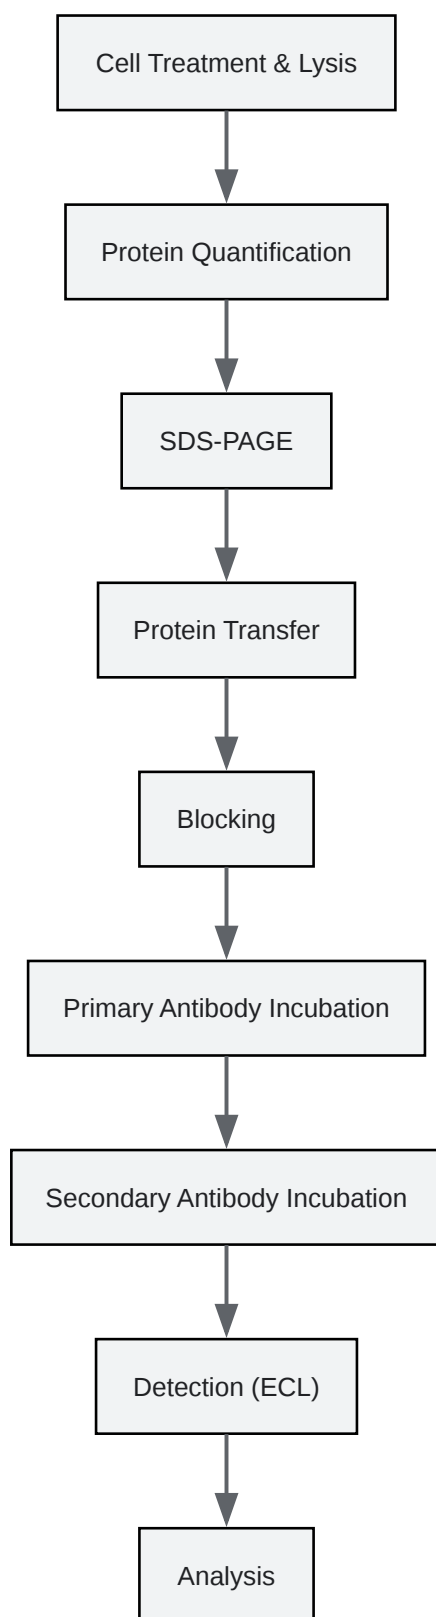 Cell Treatment & Lysis
Protein Quantification
SDS-PAGE
Protein Transfer
Blocking
Primary Antibody Incubation
Secondary Antibody Incubation
Detection (ECL)
Analysis